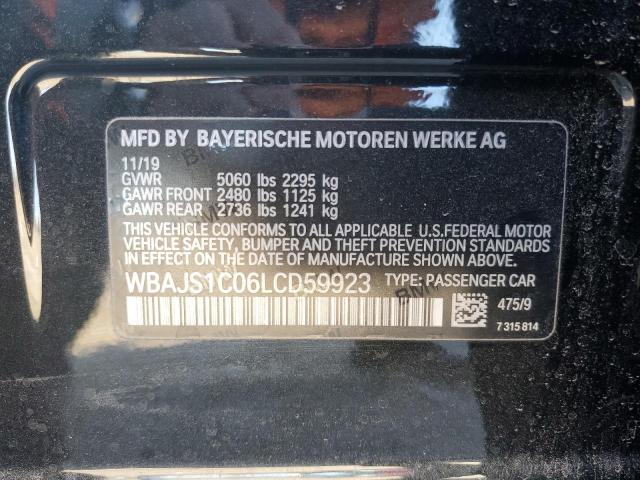 MFD BY BAYERISCHE MOTOREN WERKE AG
11/19
GVWR 5060 lbs 2295 kg
GAWR FRONT 2480 lbs 1125 kg
GAWR REAR 2736 lbs 1241 kg
THIS VEHICLE CONFORMS TO ALL APPLICABLE U.S.FEDERAL MOTOR
VEHICLE SAFETY, BUMPER AND THEFT PREVENTION STANDARDS
IN EFFECT ON THE DATE OF MANUFACTURE SHOWN ABOVE.
WBAJS1C06LCD59923 TYPE: PASSENGER CAR
475/9
7 315 814